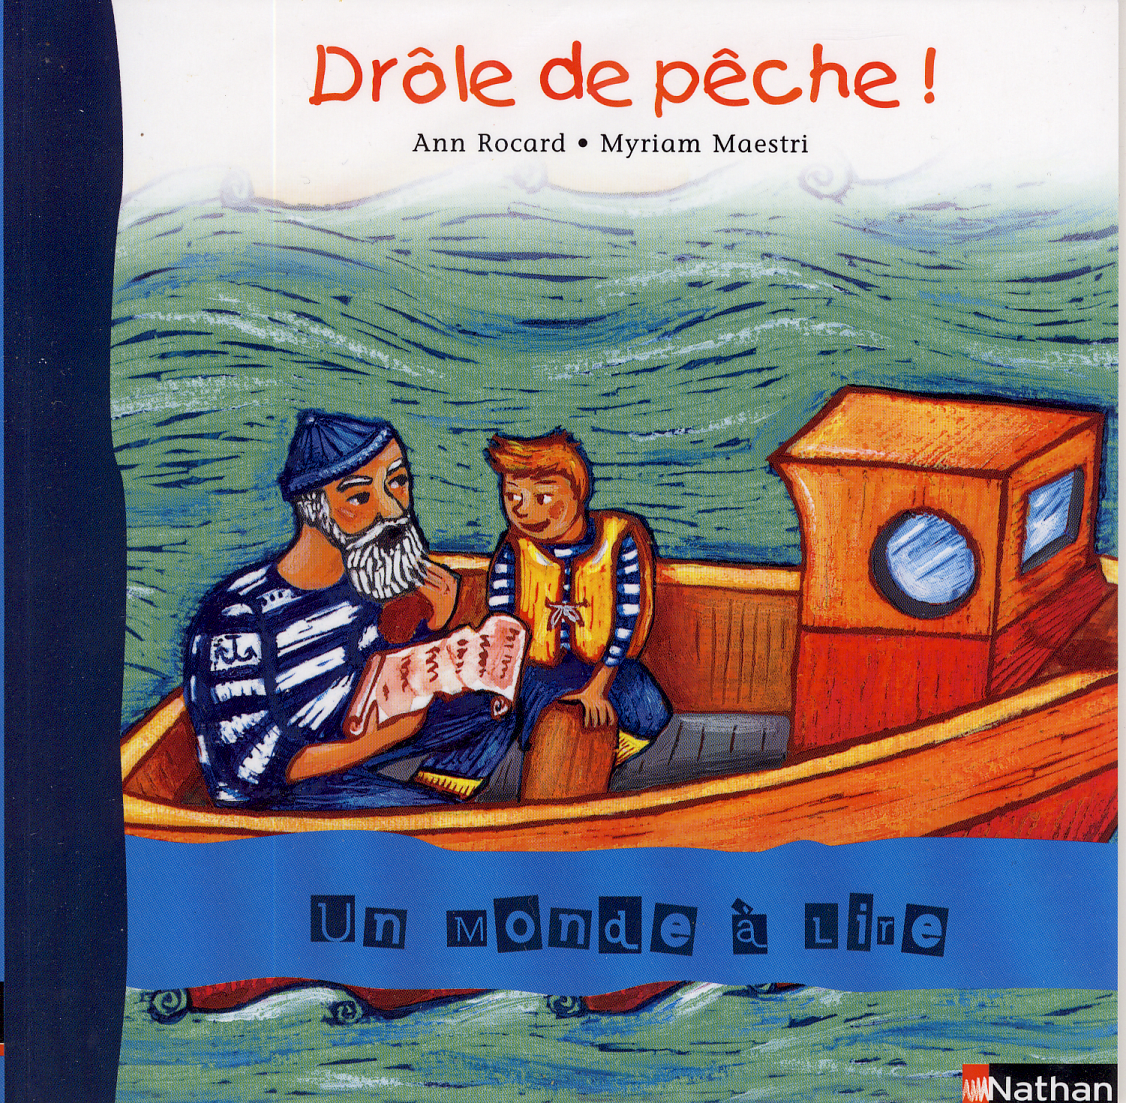 Drôle de pêche !
Ann Rocard • Myriam Maestri
Un Monde à Lire
Nathan